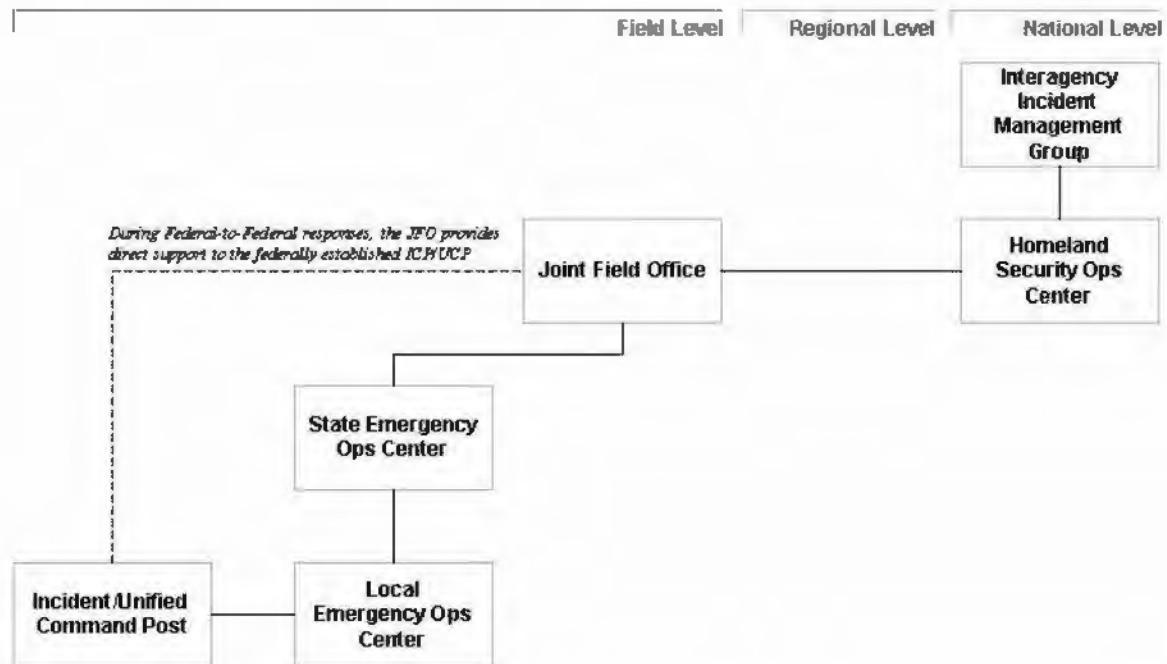 Field Level
Regional Level
National Level
Interagency
Incident
Management
Group
During Federal-to-Federal responses, the JFO provides
direct support to the federally established ICP/UCP
Joint Field Office
Homeland
Security Ops
Center
State Emergency
Ops Center
Incident/Unified
Command Post
Local
Emergency Ops
Center